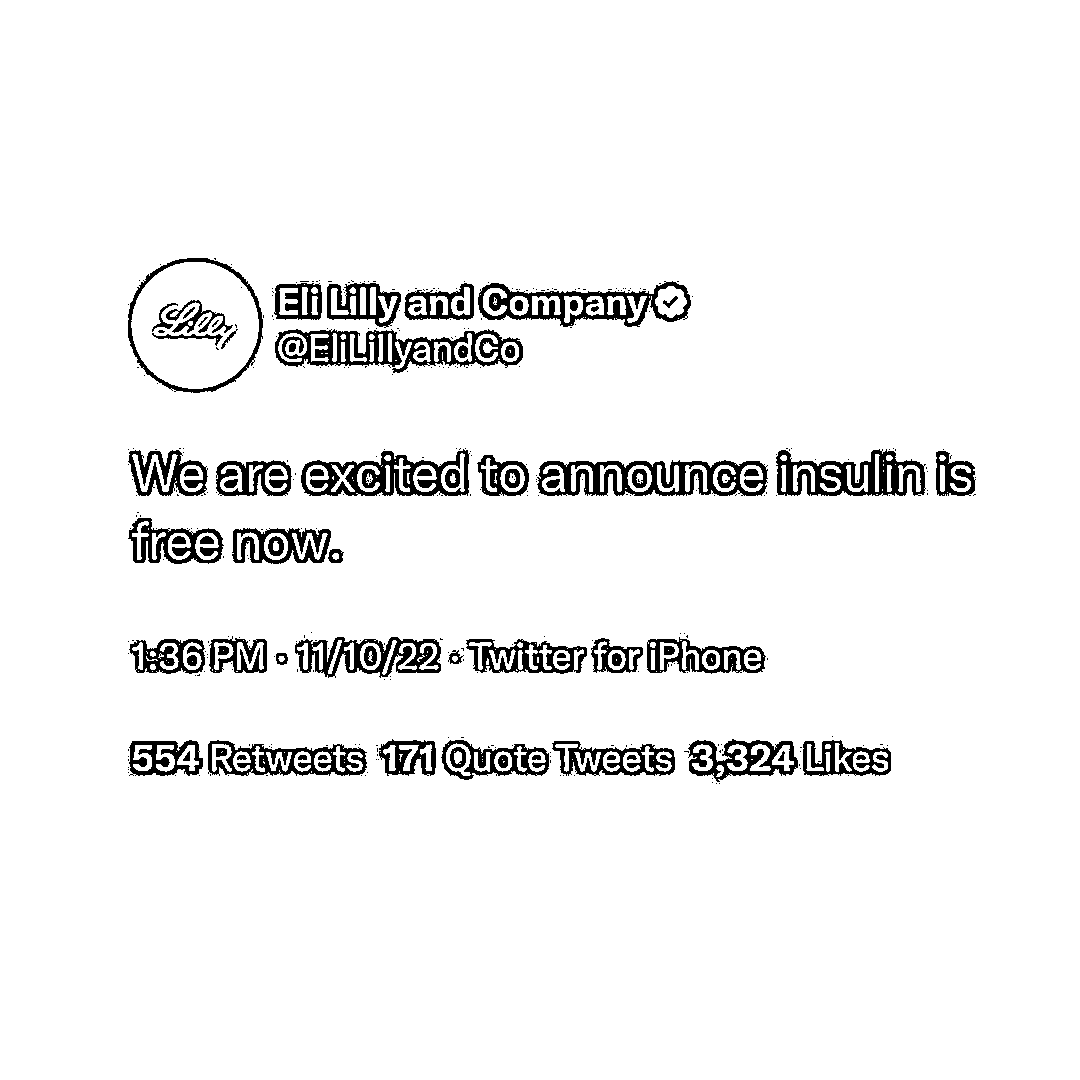 Lilly
Eli Lilly and Company
@EliLillyandCo
We are excited to announce insulin is
free now.
1:36 PM · 11/10/22 · Twitter for iPhone
554 Retweets 171 Quote Tweets 3,324 Likes